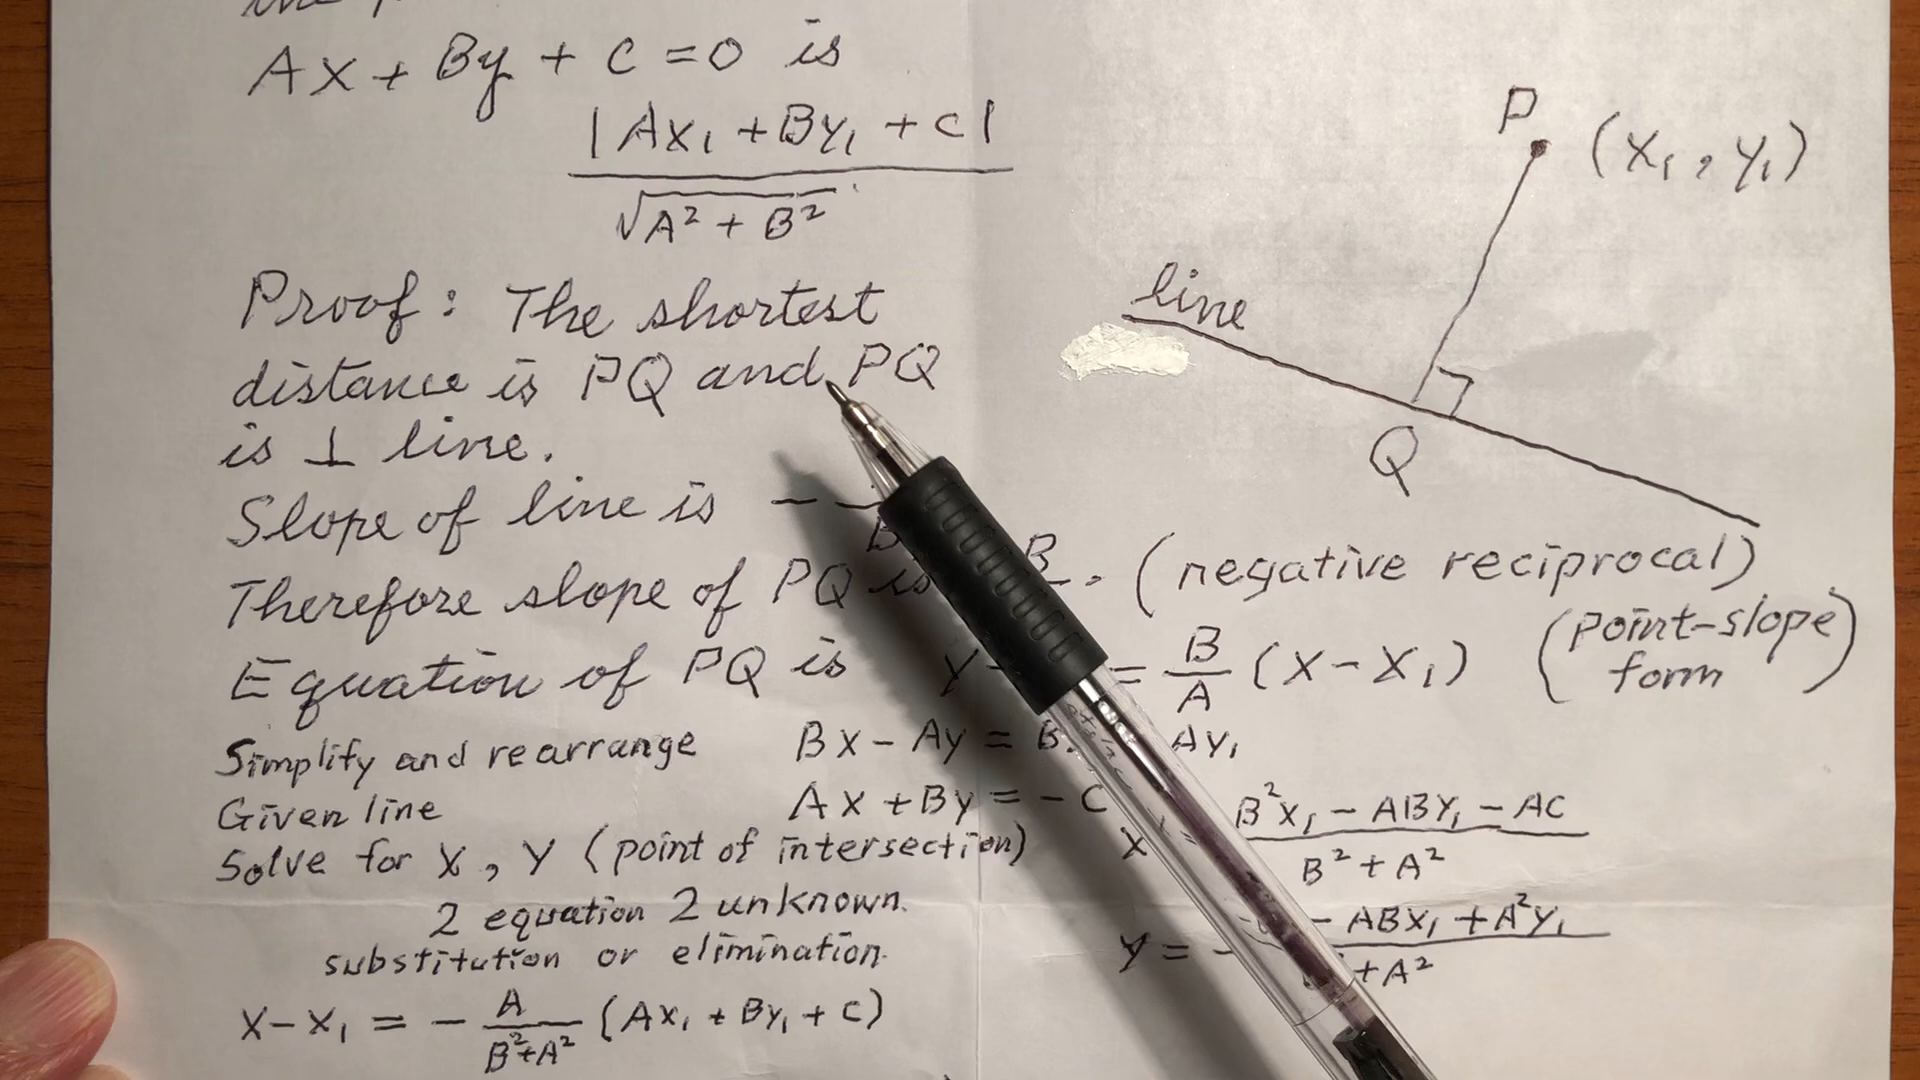 Ax + By + C = 0 is
|Ax₁ + By₁ + C|
√A² + B²
Proof: The shortest
distance is PQ and PQ
is ⊥ line.
Slope of line is -
Therefore slope of PQ is B. (negative reciprocal)
Equation of PQ is Y = B/A (X - X₁) (point-slope form)
Simplify and rearrange Bx - Ay = B AY₁
Given line Ax + By = -C
Solve for X, Y (point of intersection)
2 equation 2 unknown.
substitution or elimination.
X - X₁ = - A/B²+A² (Ax₁ + By₁ + C)
X = B²X₁ - ABY₁ - AC
B² + A²
Y = - - ABX₁ + A²Y₁
+A²
P (X₁, Y₁)
line
Q